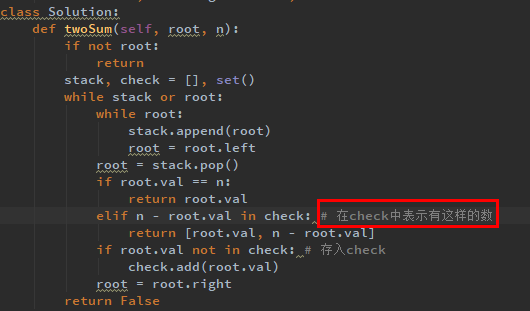 class Solution:
    def twoSum(self, root, n):
        if not root:
            return
        stack, check = [], set()
        while stack or root:
            while root:
                stack.append(root)
                root = root.left
            root = stack.pop()
            if root.val == n:
                return root.val
            elif n - root.val in check: # 在check中表示有这样的数
                return [root.val, n - root.val]
            if root.val not in check: # 存入check
                check.add(root.val)
            root = root.right
        return False